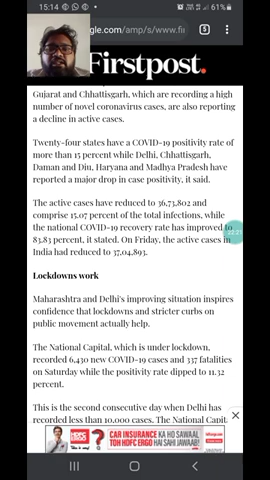 15:14
61%
google.com/amp/s/www.fi
5
Firstpost.
Gujarat and Chhattisgarh, which are recording a high
number of novel coronavirus cases, are also reporting
a decline in active cases.
Twenty-four states have a COVID-19 positivity rate of
more than 15 percent while Delhi, Chhattisgarh,
Daman and Diu, Haryana and Madhya Pradesh have
reported a major drop in case positivity, it said.
The active cases have reduced to 36,73,802 and
comprise 15.07 percent of the total infections, while
the national COVID-19 recovery rate has improved to
22:21
83.83 percent, it stated. On Friday, the active cases in
India had reduced to 37,04,893.
Lockdowns work
Maharashtra and Delhi's improving situation inspires
confidence that lockdowns and stricter curbs on
public movement actually help.
The National Capital, which is under lockdown,
recorded 6,430 new COVID-19 cases and 337 fatalities
on Saturday while the positivity rate dipped to 11.32
percent.
This is the second consecutive day when Delhi has
recorded less than 10,000 cases. The National Capit
HDFC ERGO
CAR INSURANCE KA HO SAWAAL
TOH HDFC ERGO HAI SAHI JAWAAB!